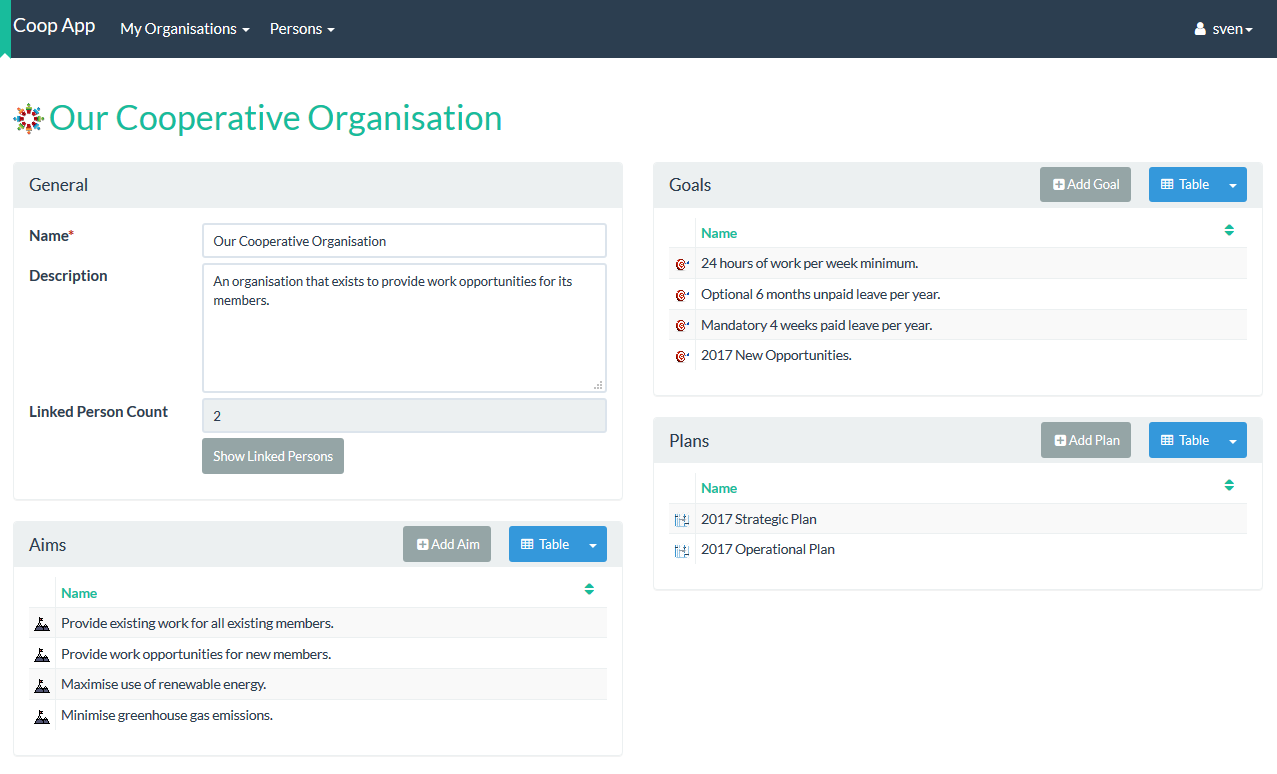 Coop App My Organisations Persons sven
Our Cooperative Organisation
General
Name*
Our Cooperative Organisation
Description
An organisation that exists to provide work opportunities for its
members.
Linked Person Count
2
Show Linked Persons
Aims
Add Aim
Table
Name
Provide existing work for all existing members.
Provide work opportunities for new members.
Maximise use of renewable energy.
Minimise greenhouse gas emissions.
Goals
Add Goal
Table
Name
24 hours of work per week minimum.
Optional 6 months unpaid leave per year.
Mandatory 4 weeks paid leave per year.
2017 New Opportunities.
Plans
Add Plan
Table
Name
2017 Strategic Plan
2017 Operational Plan